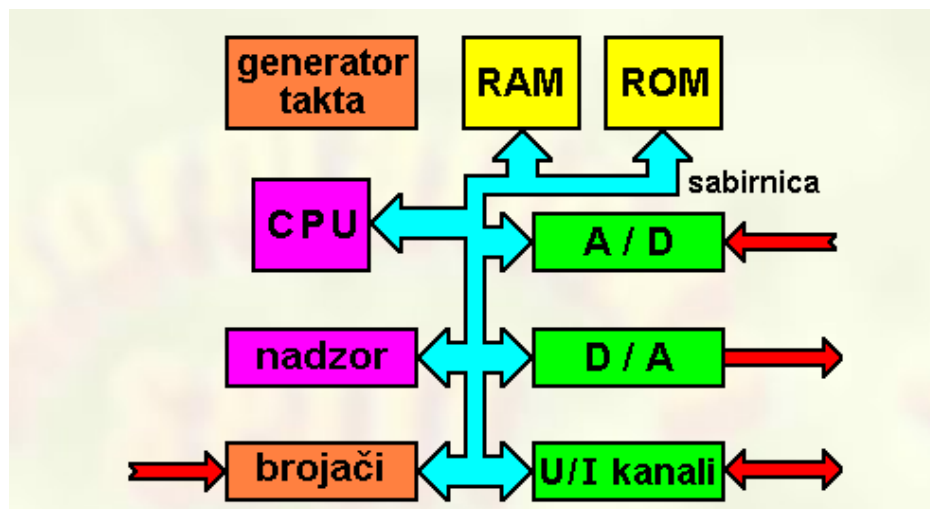 generator
takta
RAM
ROM
sabirnica
CPU
A / D
nadzor
D / A
brojači
U/I kanali